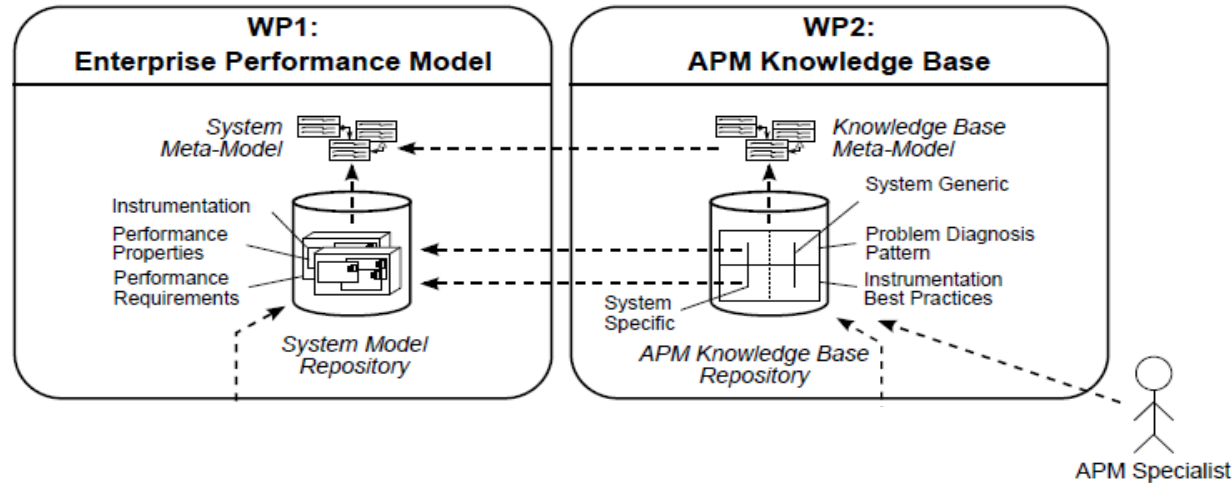 WP1:
Enterprise Performance Model
System
Meta-Model
Instrumentation
Performance
Properties
Performance
Requirements
System Model
Repository
WP2:
APM Knowledge Base
Knowledge Base
Meta-Model
System Generic
Problem Diagnosis
Pattern
Instrumentation
Best Practices
System
Specific
APM Knowledge Base
Repository
APM Specialist